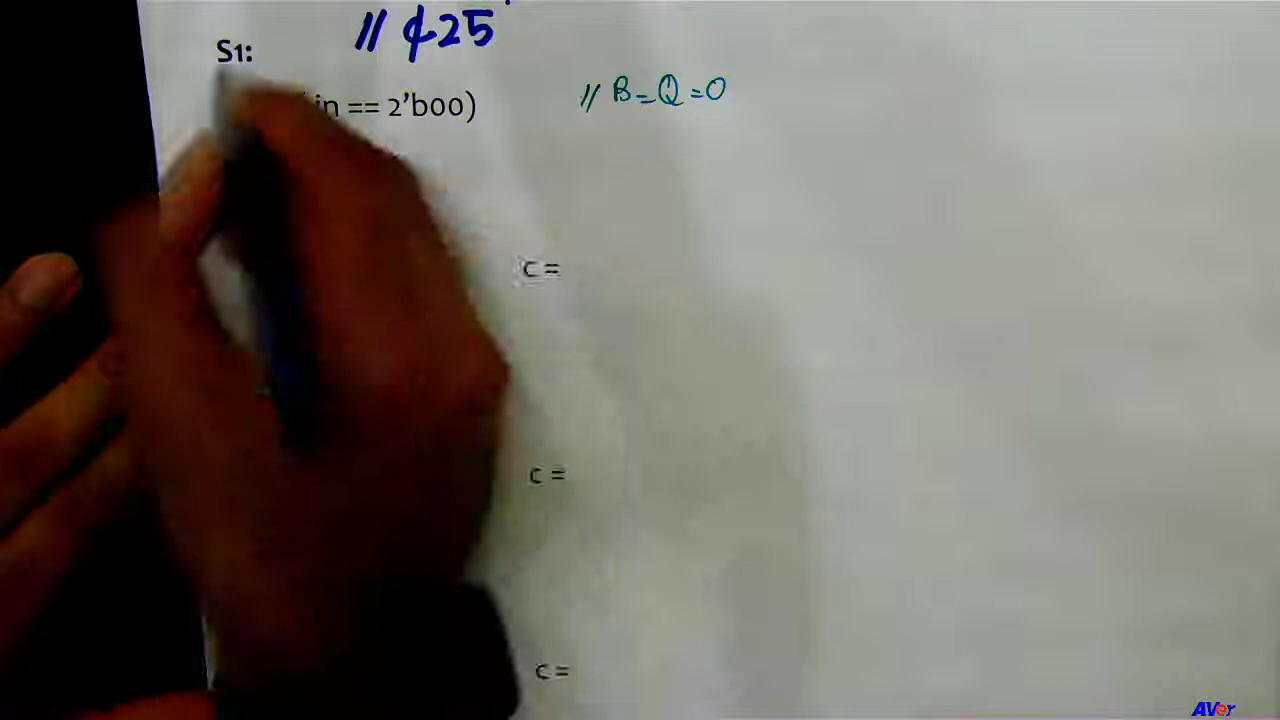 // ¢25
S1:
in == 2'b00) // B=Q=0
c =
c =
c =
AVer